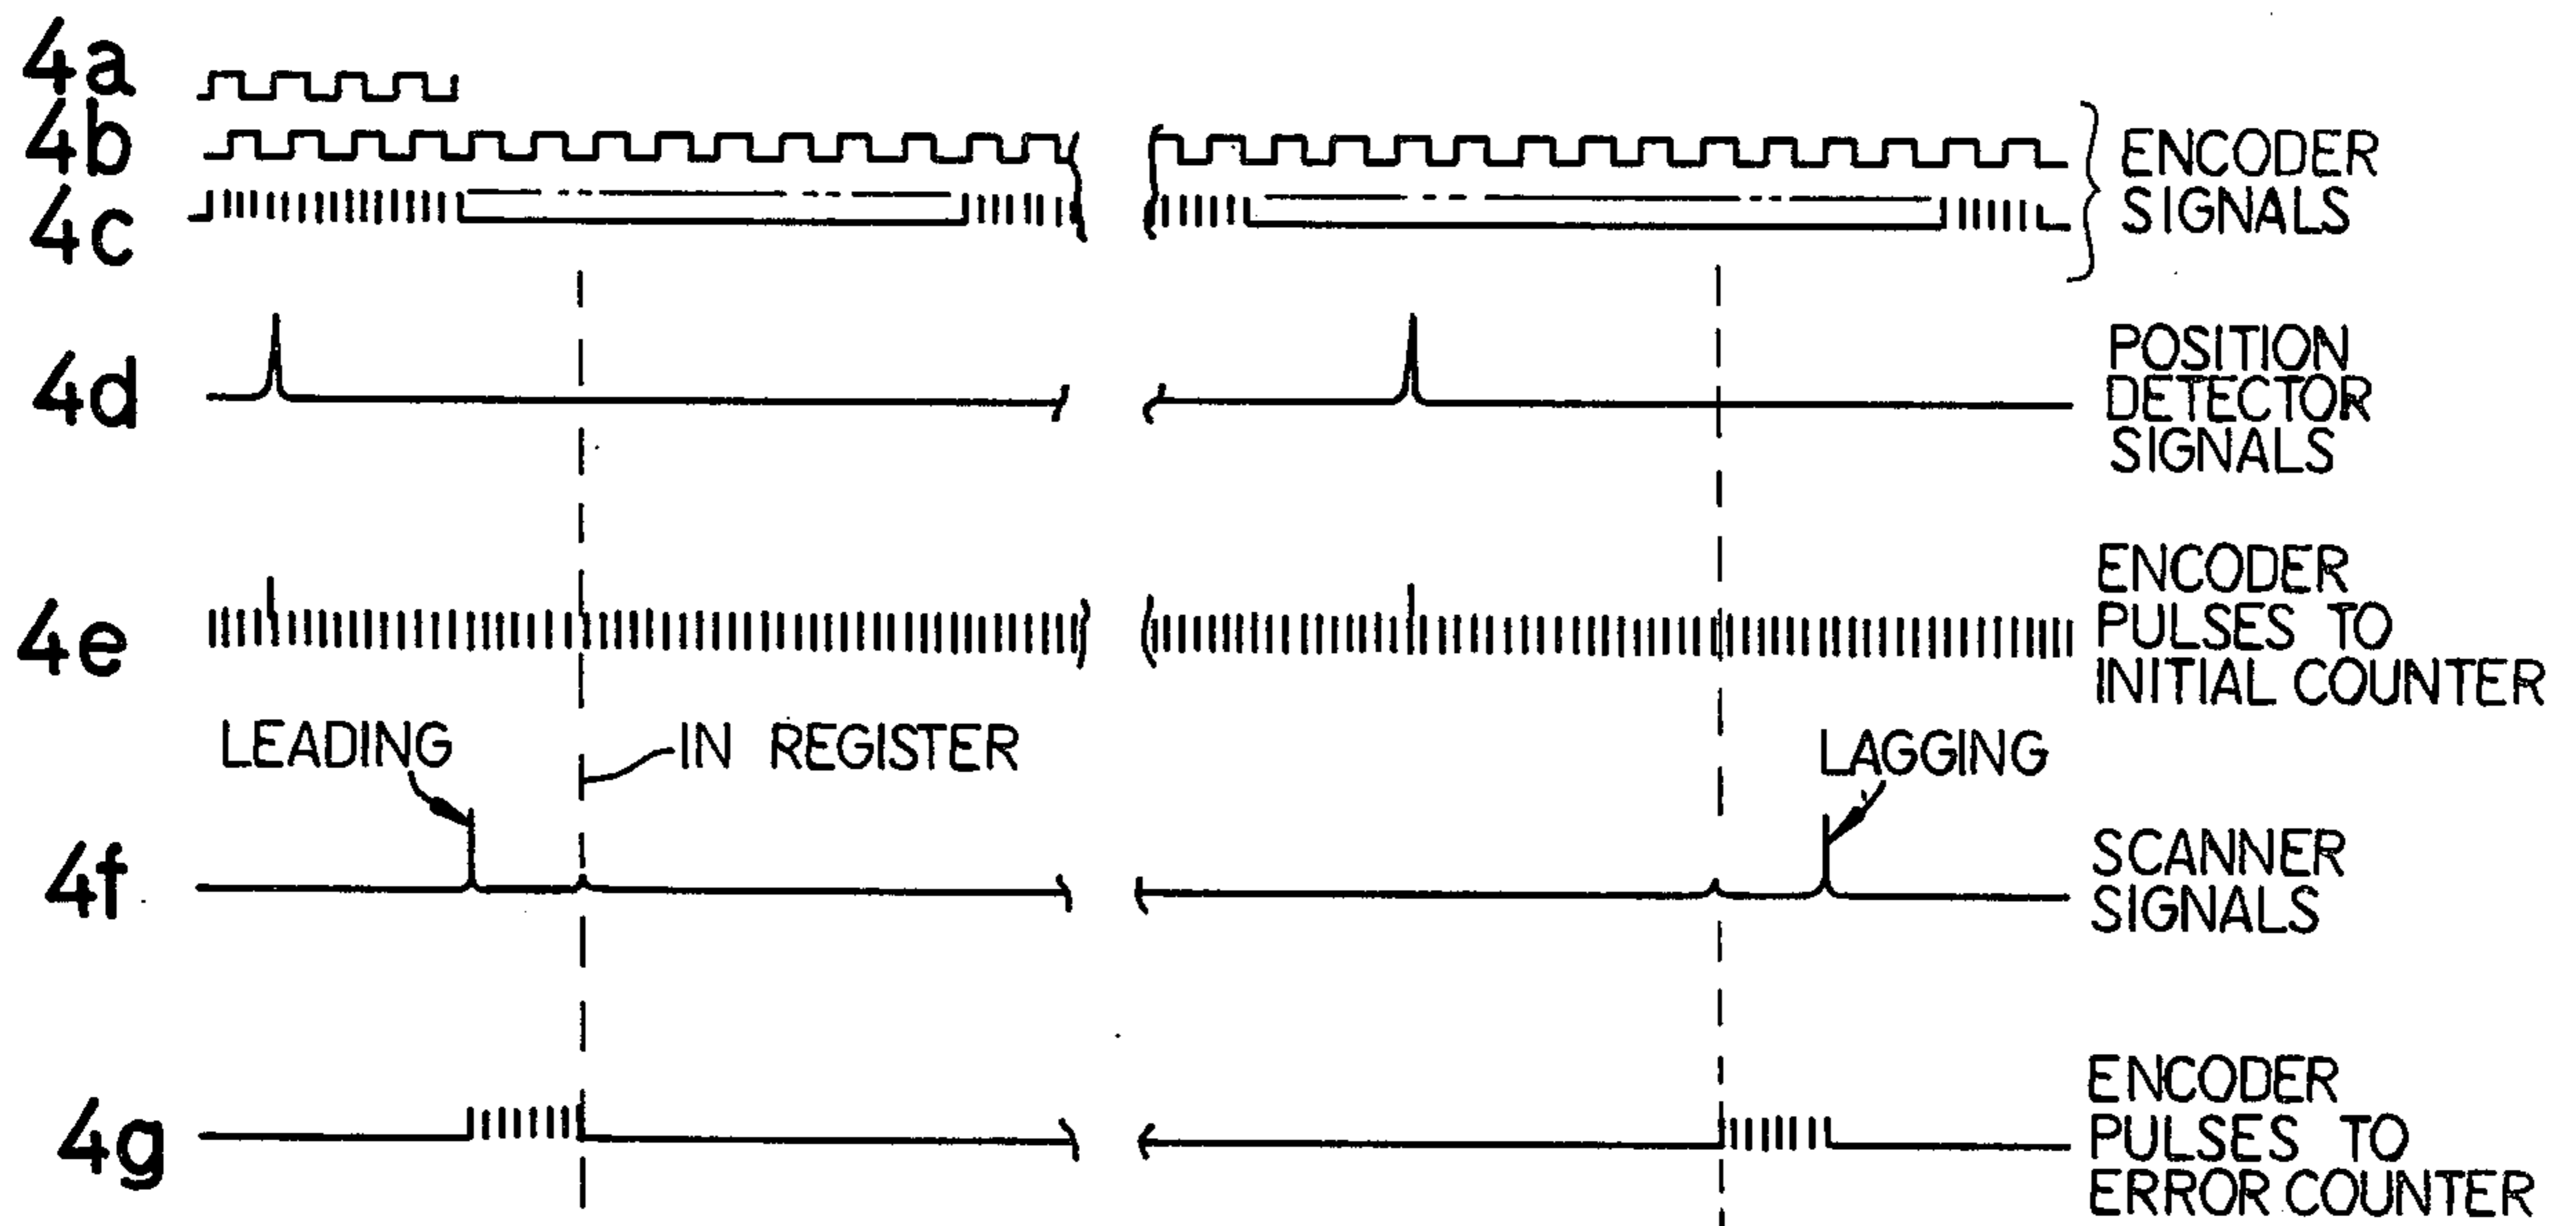 4a
4b
4c
ENCODER
SIGNALS
4d
POSITION
DETECTOR
SIGNALS
4e
ENCODER
PULSES TO
INITIAL COUNTER
LEADING
IN REGISTER
LAGGING
4f
SCANNER
SIGNALS
4g
ENCODER
PULSES TO
ERROR COUNTER